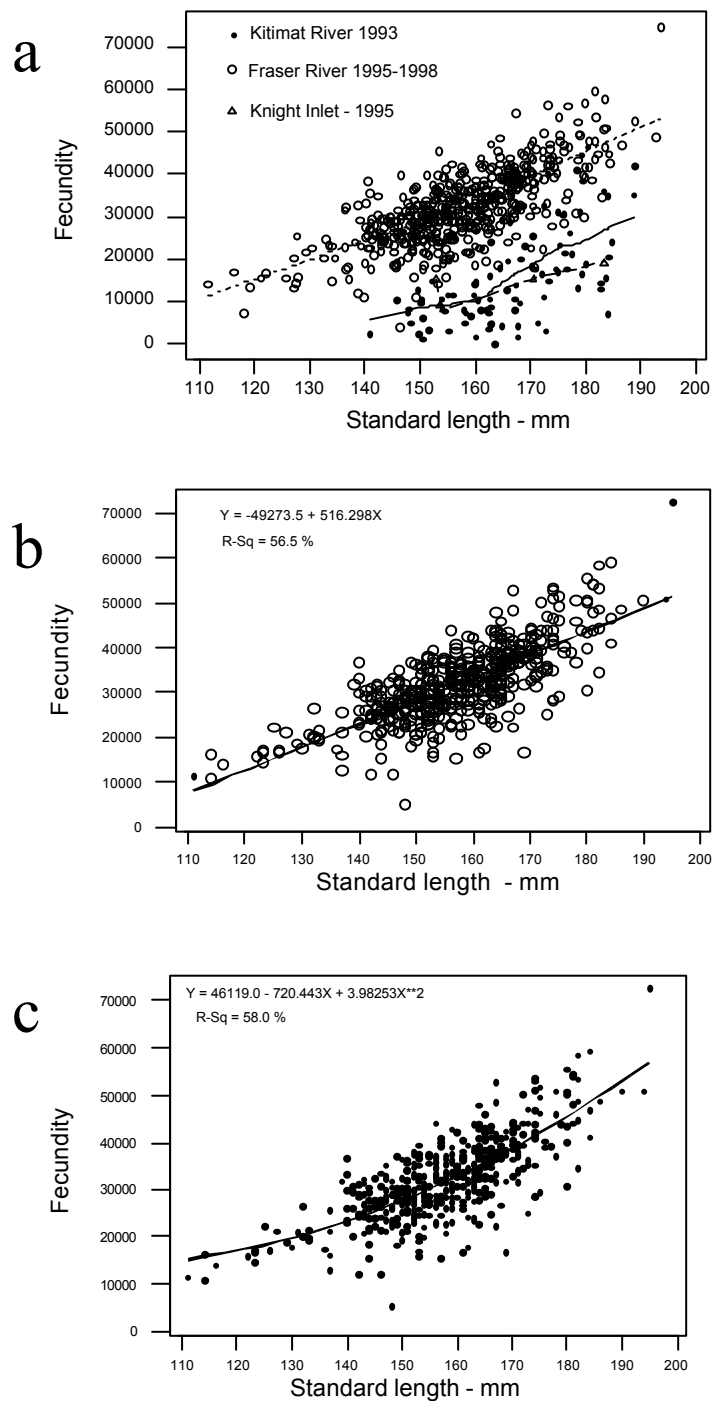 a
Kitimat River 1993
Fraser River 1995-1998
Knight Inlet - 1995
Fecundity
70000
60000
50000
40000
30000
20000
10000
0
110 120 130 140 150 160 170 180 190 200
Standard length - mm
b
Y = -49273.5 + 516.298X
R-Sq = 56.5 %
Fecundity
70000
60000
50000
40000
30000
20000
10000
0
110 120 130 140 150 160 170 180 190 200
Standard length - mm
c
Y = 46119.0 - 720.443X + 3.98253X**2
R-Sq = 58.0 %
Fecundity
70000
60000
50000
40000
30000
20000
10000
0
110 120 130 140 150 160 170 180 190 200
Standard length - mm